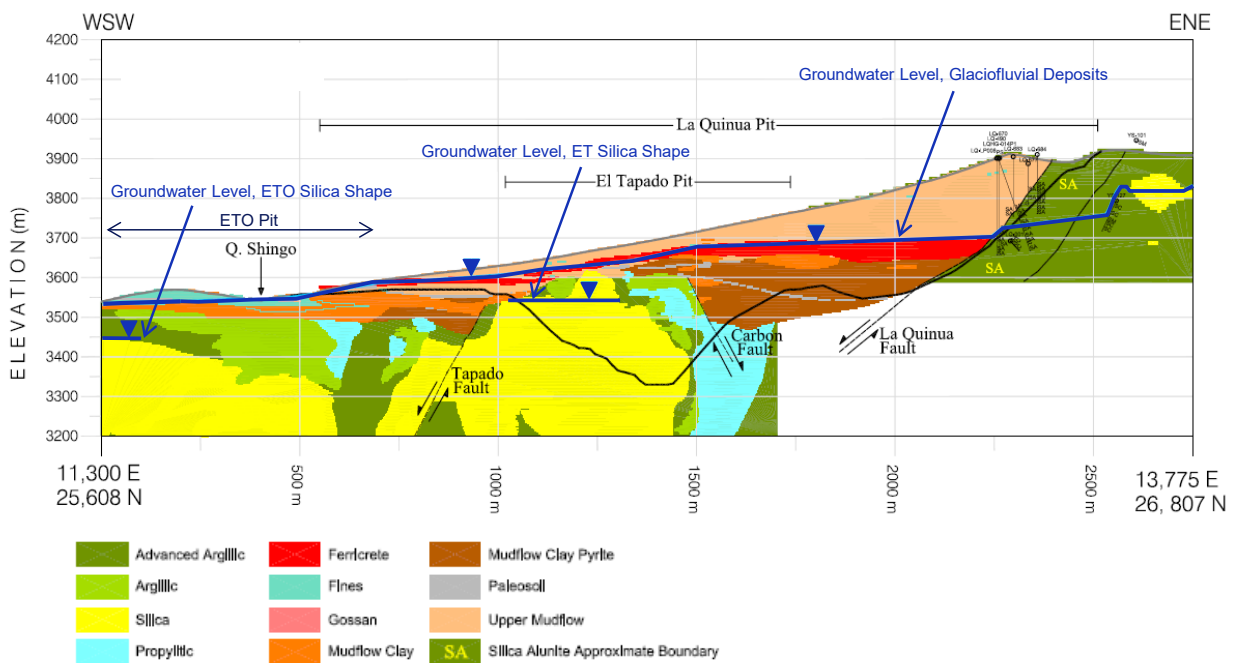 WSW
ENE
4200
4100
4000
3900
3800
3700
3600
3500
3400
3300
3200
ELEVATION (m)
Groundwater Level, Glaciofluvial Deposits
La Quinua Pit
Groundwater Level, ET Silica Shape
El Tapado Pit
Groundwater Level, ETO Silica Shape
ETO Pit
Q. Shingo
YS-101
SA
SA
Carbon
Fault
La Quinua
Fault
Tapado
Fault
11,300 E
25,608 N
500 m
1000 m
1500 m
2000 m
2500 m
13,775 E
26, 807 N
Advanced Argillic
Ferricrete
Mudflow Clay Pyrite
Argillic
Fines
Paleosoil
Silica
Gossan
Upper Mudflow
Propylitic
Mudflow Clay
SA Silica Alunite Approximate Boundary